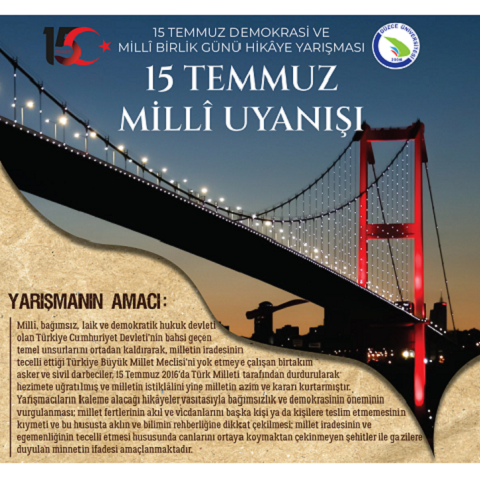 15
15 TEMMUZ DEMOKRASİ VE
MİLLÎ BİRLİK GÜNÜ HİKÂYE YARIŞMASI
DÜZCE ÜNİVERSİTESİ
2006
15 TEMMUZ
MİLLÎ UYANIŞI
YARIŞMANIN AMACI:
Milli, bağımsız, laik ve demokratik hukuk devleti
olan Türkiye Cumhuriyet Devleti'nin bahsi geçen
temel unsurlarını ortadan kaldırarak, milletin iradesinin
tecelli ettiği Türkiye Büyük Millet Meclisi'ni yok etmeye çalışan birtakım
asker ve sivil darbeciler, 15 Temmuz 2016'da Türk Milleti tarafından durdurularak
hezimete uğratılmış ve milletin istiklâlini yine milletin azim ve kararı kurtarmıştır.
Yarışmacıların kaleme alacağı hikâyeler vasıtasıyla bağımsızlık ve demokrasinin öneminin
vurgulanması; millet fertlerinin akıl ve vicdanlarını başka kişi ya da kişilere teslim etmemesinin
kıymeti ve bu hususta aklın ve bilimin rehberliğine dikkat çekilmesi; millet iradesinin ve
egemenliğinin tecelli etmesi hususunda canlarını ortaya koymaktan çekinmeyen şehitler ile gazilere
duyulan minnetin ifadesi amaçlanmaktadır.